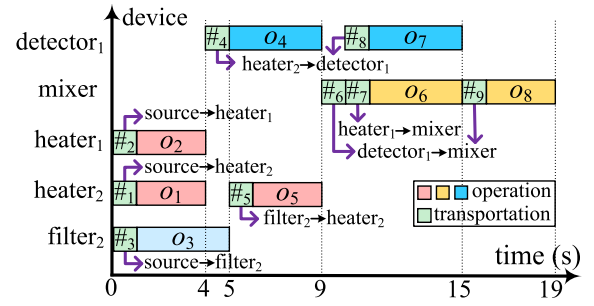 device
detector₁ #₄ o₄ #₈ o₇
heater₂→detector₁
mixer #₆ #₇ o₆ #₉ o₈
source→heater₁
heater₁→mixer
heater₁ #₂ o₂
detector₁→mixer
source→heater₂
heater₂ #₁ o₁ #₅ o₅
operation
filter₂→heater₂
transportation
filter₂ #₃ o₃
source→filter₂
time (s)
0 4 5 9 15 19